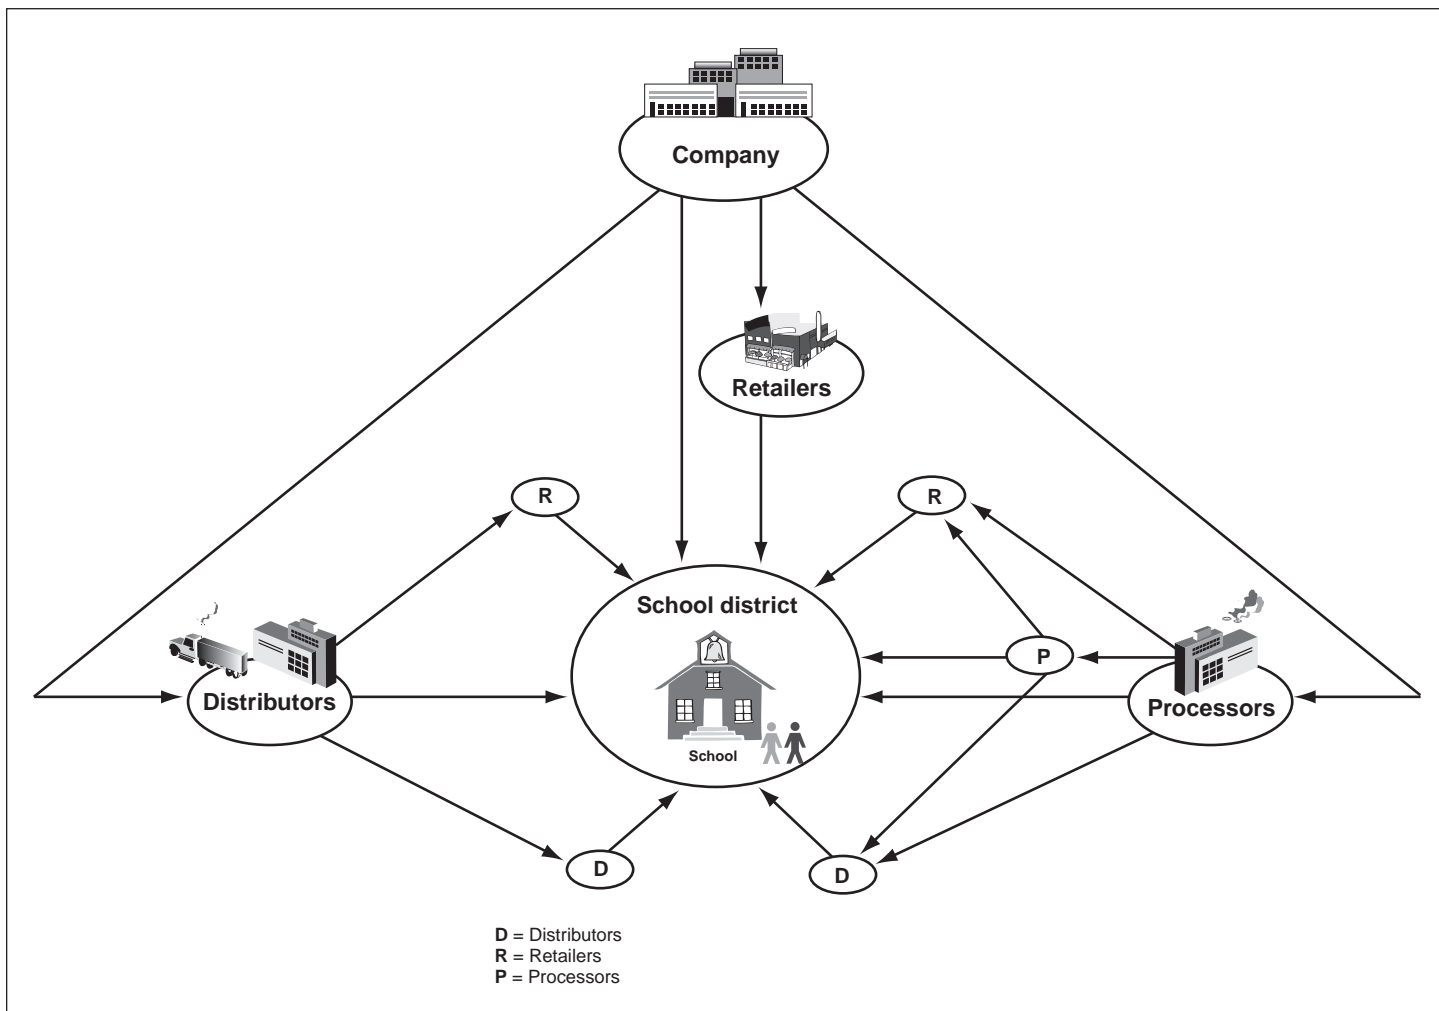 Company
Retailers
R
R
School district
P
Distributors
Processors
School
D
D
D = Distributors
R = Retailers
P = Processors